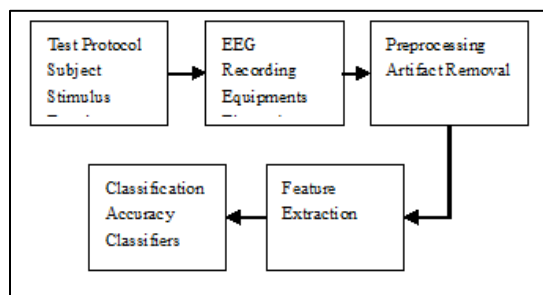 Test Protocol
Subject
Stimulus
EEG
Recording
Equipments
Preprocessing
Artifact Removal
Feature
Extraction
Classification
Accuracy
Classifiers